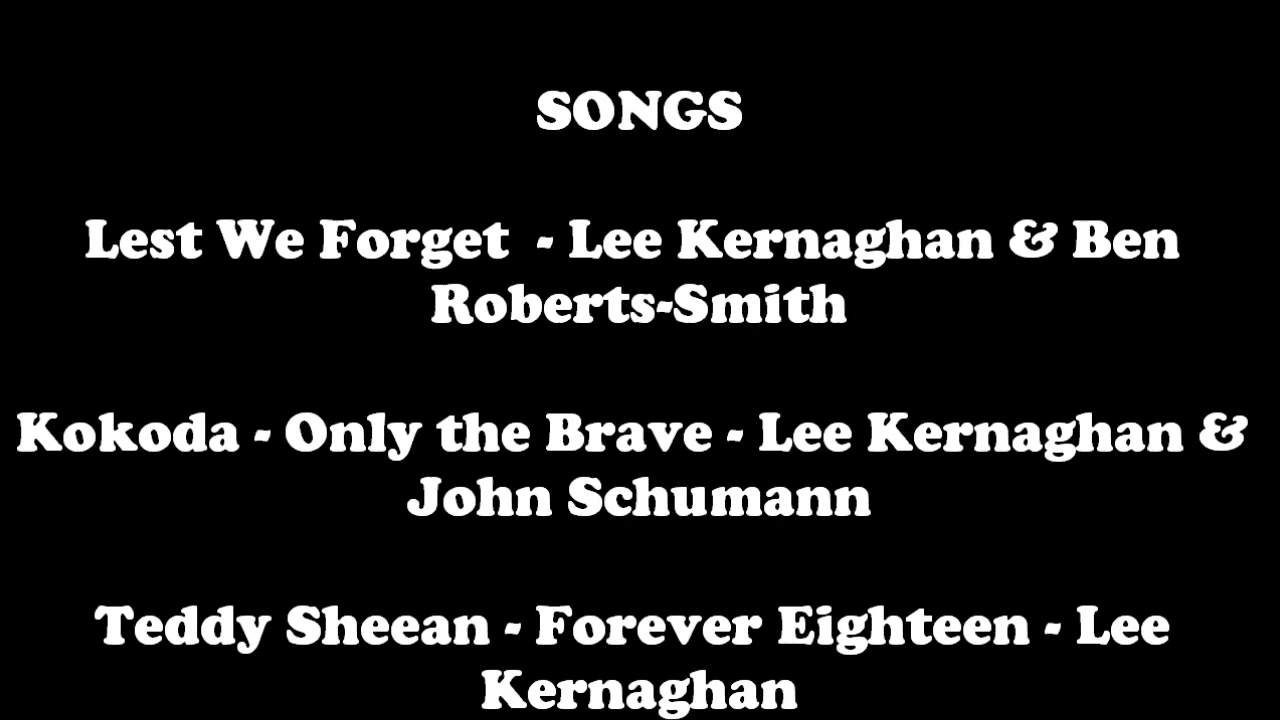 SONGS
Lest We Forget - Lee Kernaghan & Ben
Roberts-Smith
Kokoda - Only the Brave - Lee Kernaghan &
John Schumann
Teddy Sheean - Forever Eighteen - Lee
Kernaghan